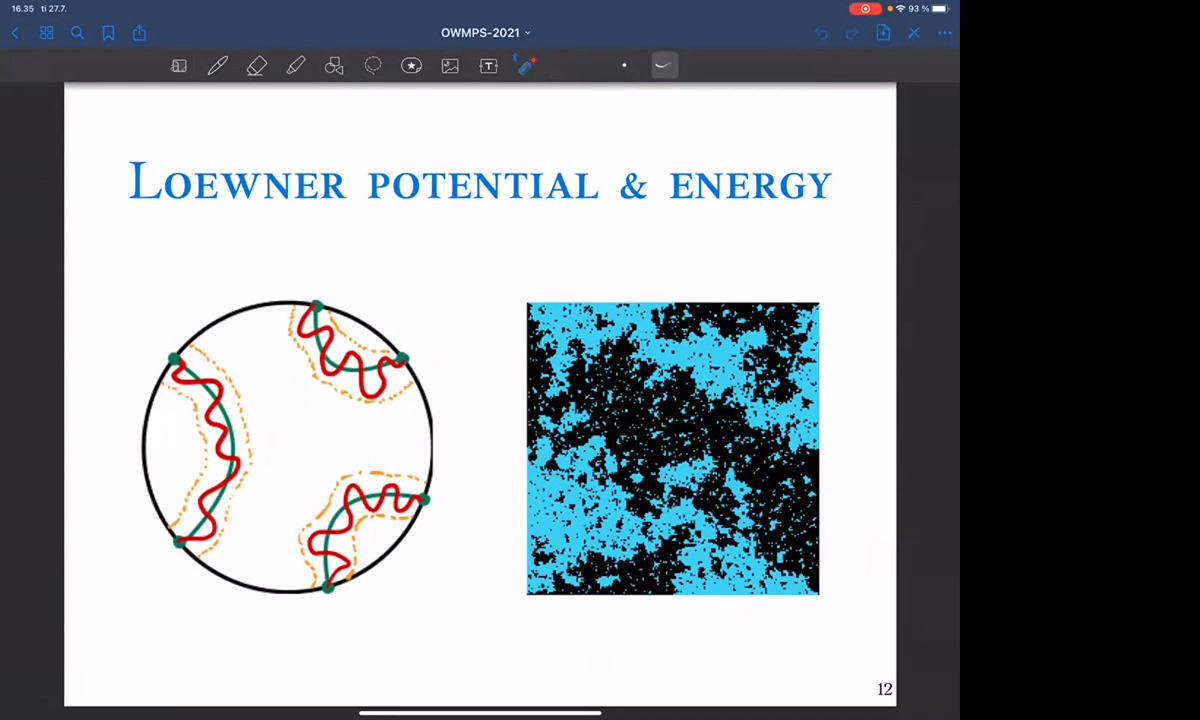 16.35 ti 27.7.
93 %
OWMPS-2021
T
LOEWNER POTENTIAL & ENERGY
12